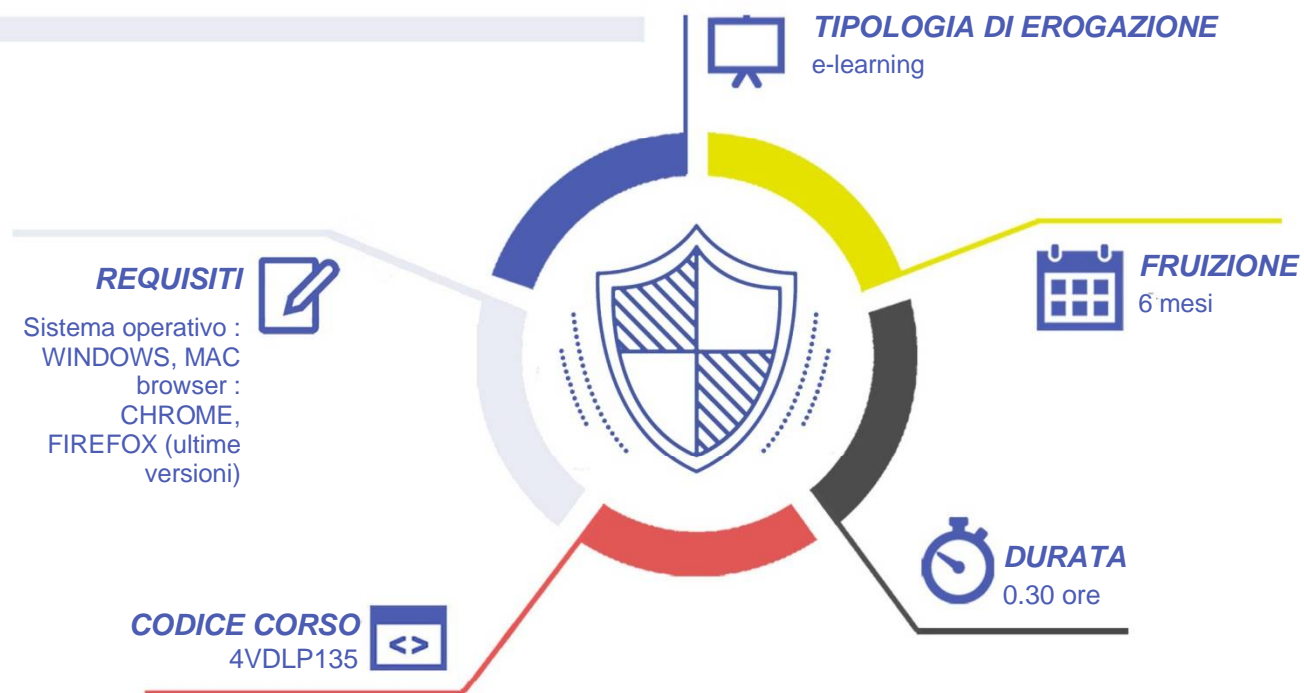 TIPOLOGIA DI EROGAZIONE
e-learning
REQUISITI
Sistema operativo :
WINDOWS, MAC
browser :
CHROME,
FIREFOX (ultime
versioni)
FRUIZIONE
6 mesi
DURATA
0.30 ore
CODICE CORSO
4VDLP135
<>